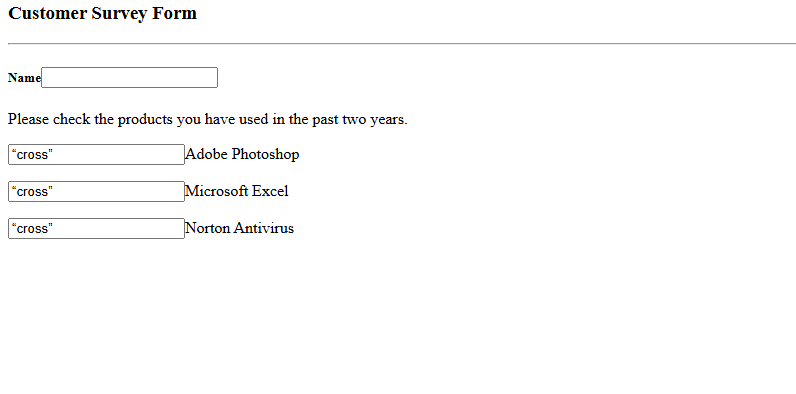 Customer Survey Form
Name
Please check the products you have used in the past two years.
“cross” Adobe Photoshop
“cross” Microsoft Excel
“cross” Norton Antivirus